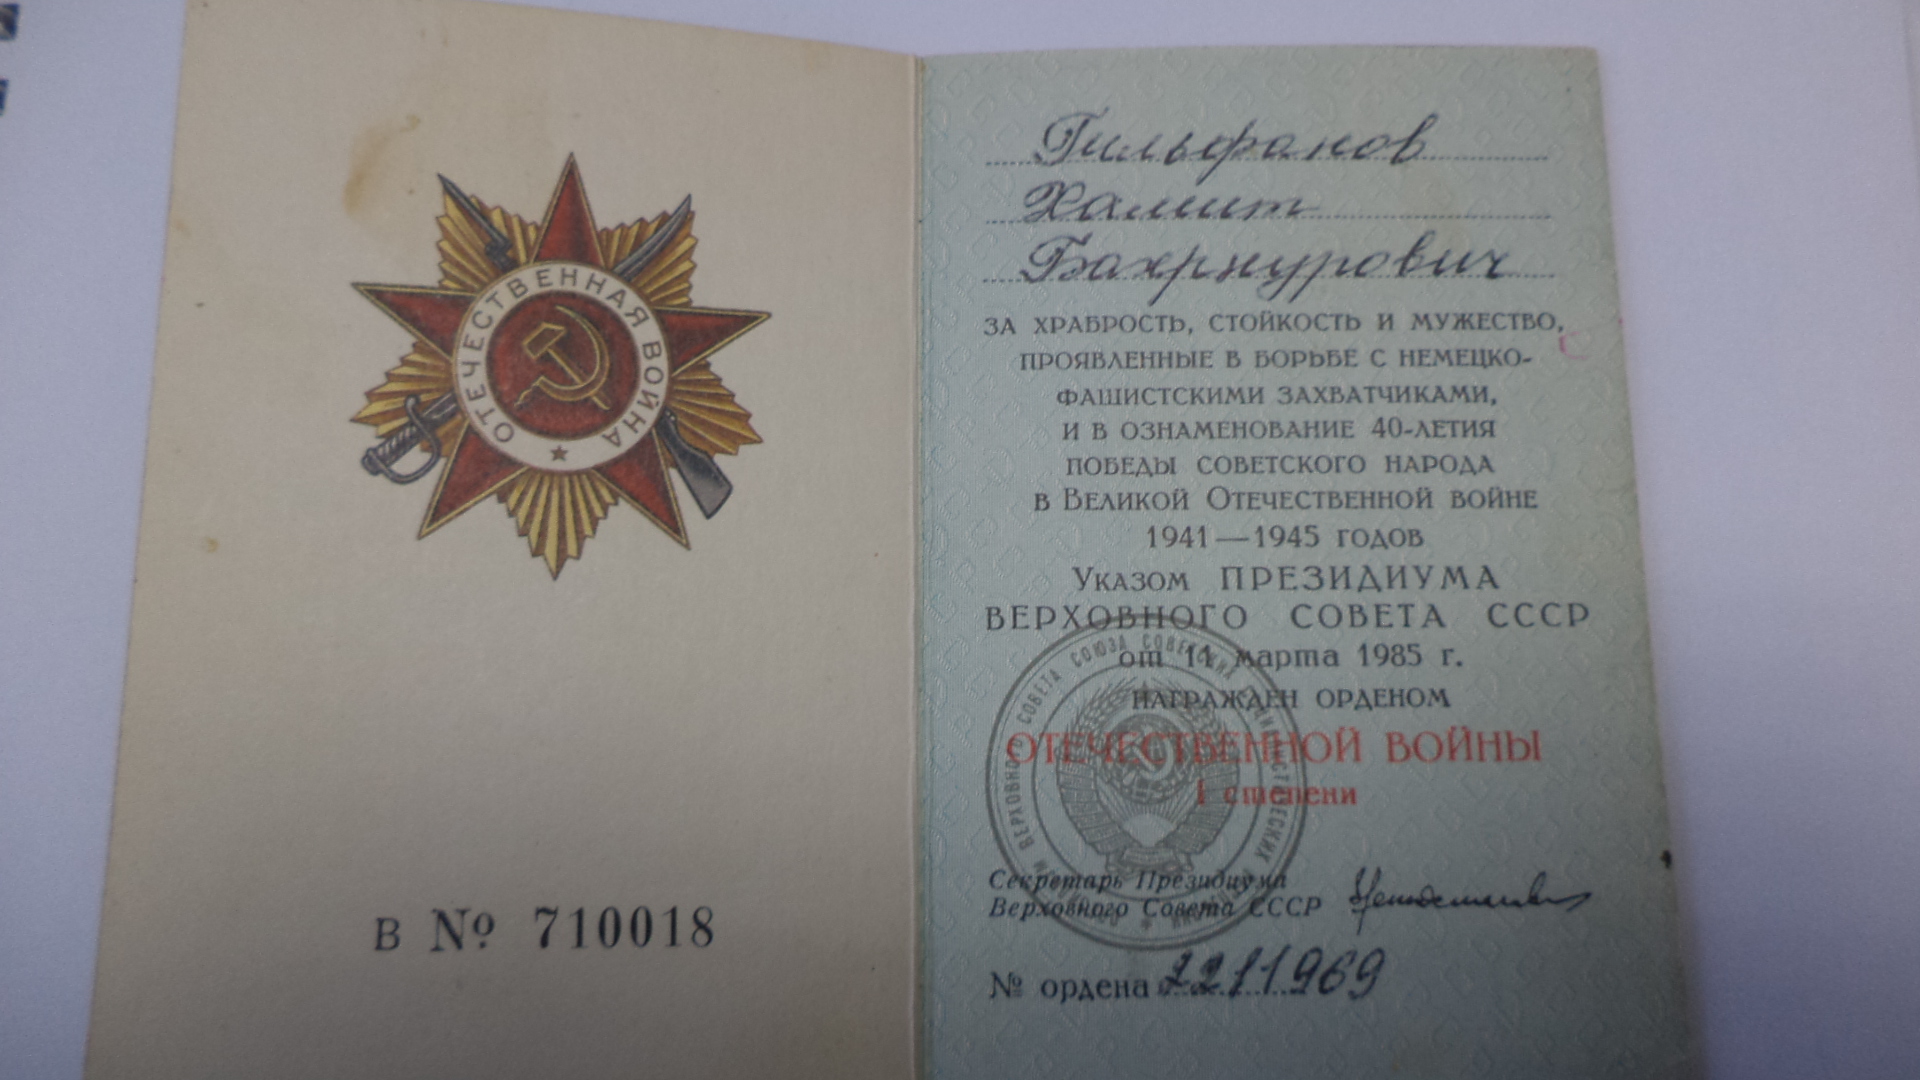 ОТЕЧЕСТВЕННАЯ ВОЙНА
В № 710018
Гильфанов
Хамит
Бахрнурович
ЗА ХРАБРОСТЬ, СТОЙКОСТЬ И МУЖЕСТВО,
ПРОЯВЛЕННЫЕ В БОРЬБЕ С НЕМЕЦКО-
ФАШИСТСКИМИ ЗАХВАТЧИКАМИ,
И В ОЗНАМЕНОВАНИЕ 40-ЛЕТИЯ
ПОБЕДЫ СОВЕТСКОГО НАРОДА
В ВЕЛИКОЙ ОТЕЧЕСТВЕННОЙ ВОЙНЕ
1941—1945 ГОДОВ
УКАЗОМ ПРЕЗИДИУМА
ВЕРХОВНОГО СОВЕТА СССР
от 11 марта 1985 г.
НАГРАЖДЕН ОРДЕНОМ
ОТЕЧЕСТВЕННОЙ ВОЙНЫ
I степени
Секретарь Президиума
Верховного Совета СССР
№ ордена 2211969